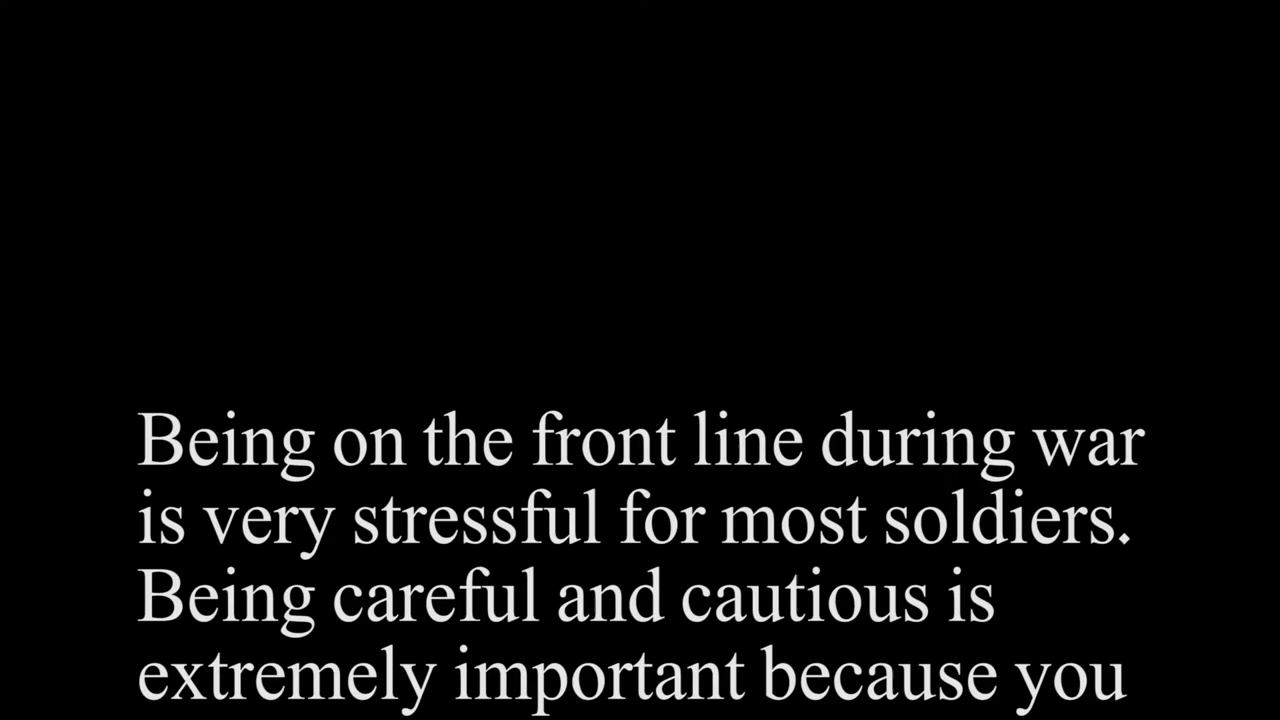 Being on the front line during war
is very stressful for most soldiers.
Being careful and cautious is
extremely important because you